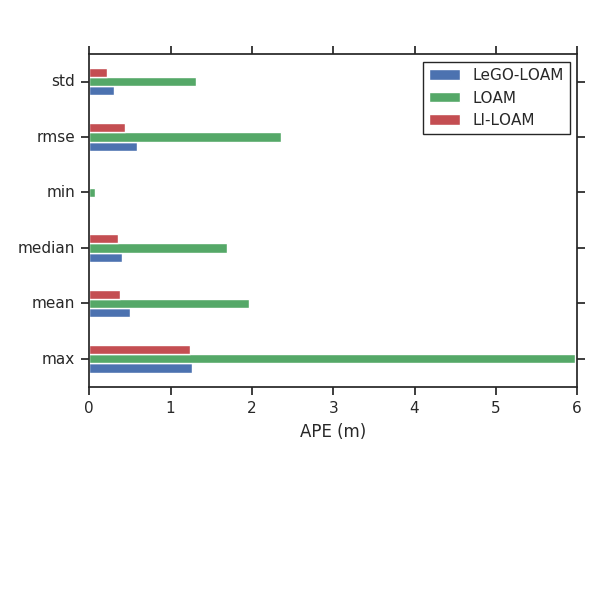 std
rmse
min
median
mean
max
LeGO-LOAM
LOAM
LI-LOAM
0 1 2 3 4 5 6
APE (m)